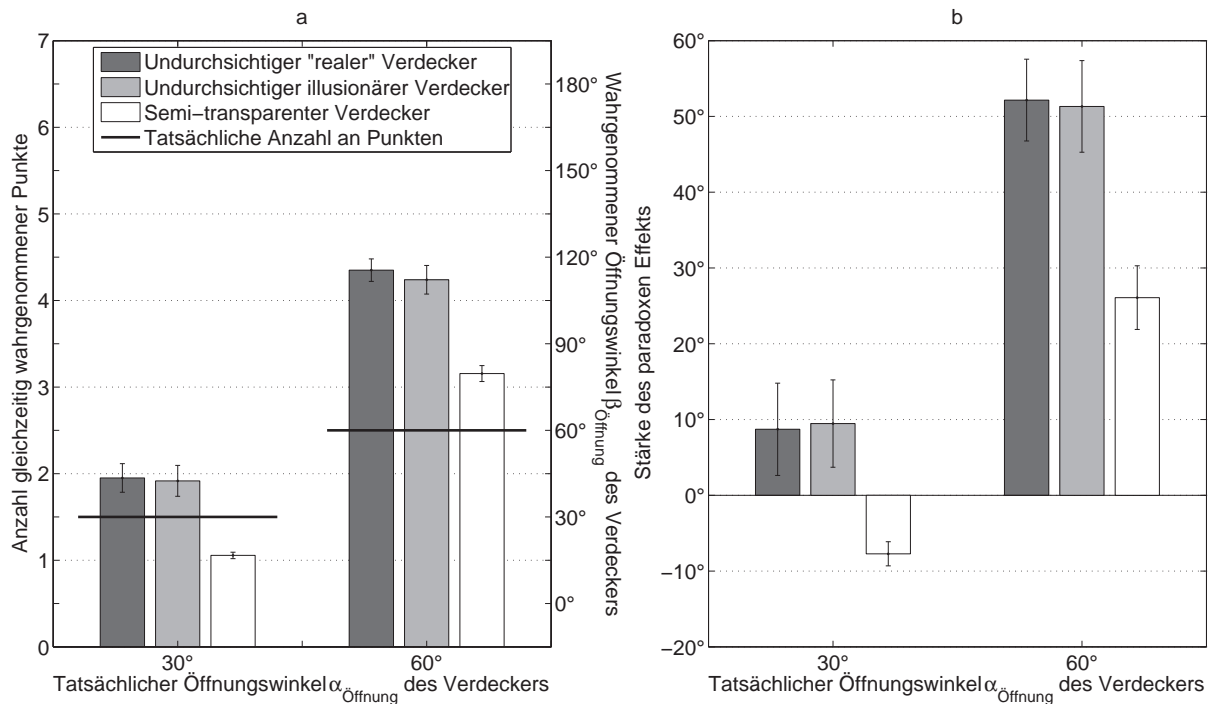 a
7
6
5
4
3
2
1
0
Anzahl gleichzeitig wahrgenommener Punkte
Undurchsichtiger "realer" Verdecker
Undurchsichtiger illusionärer Verdecker
Semi−transparenter Verdecker
Tatsächliche Anzahl an Punkten
180°
150°
120°
90°
60°
30°
0°
Wahrgenommener Öffnungswinkel βÖffnung des Verdeckers
30°
60°
Tatsächlicher Öffnungswinkel αÖffnung des Verdeckers
b
60°
50°
40°
30°
20°
10°
0°
−10°
−20°
Stärke des paradoxen Effekts
30°
60°
Tatsächlicher Öffnungswinkel αÖffnung des Verdeckers